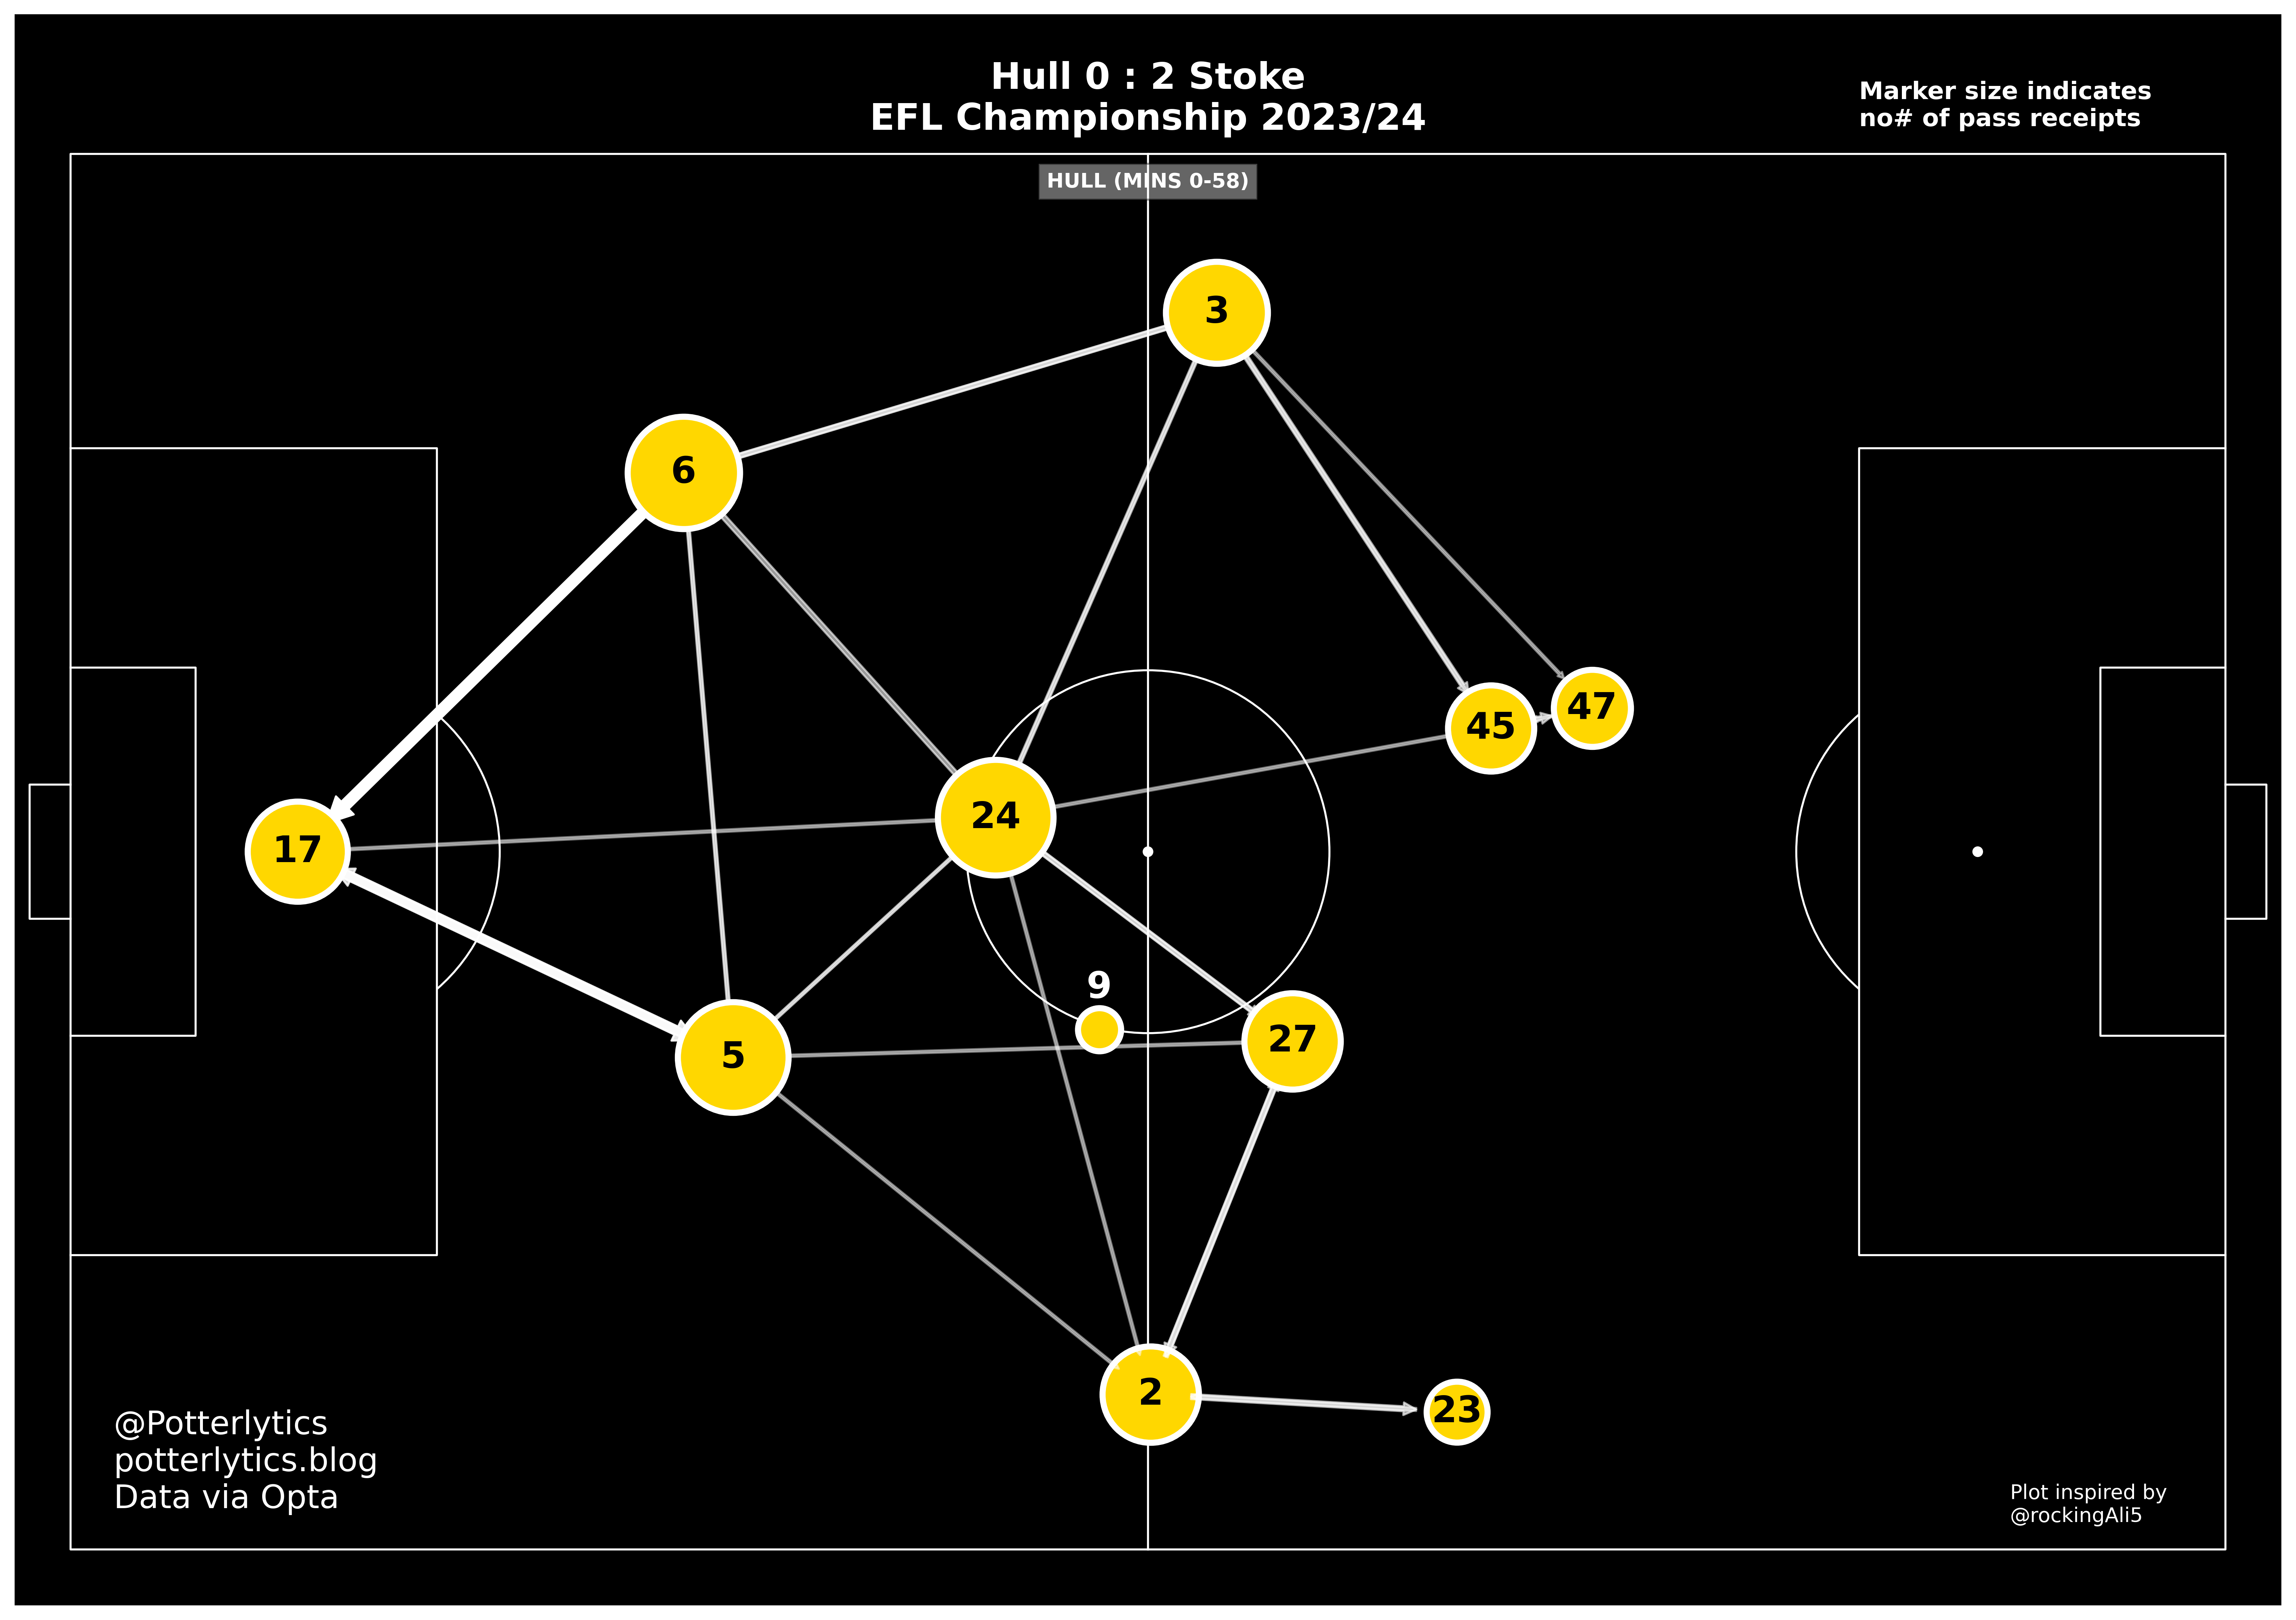 Hull 0 : 2 Stoke
EFL Championship 2023/24
Marker size indicates
no# of pass receipts
HULL (MINS 0-58)
3
6
47
45
24
17
9
27
5
2
23
@Potterlytics
potterlytics.blog
Data via Opta
Plot inspired by
@rockingAli5